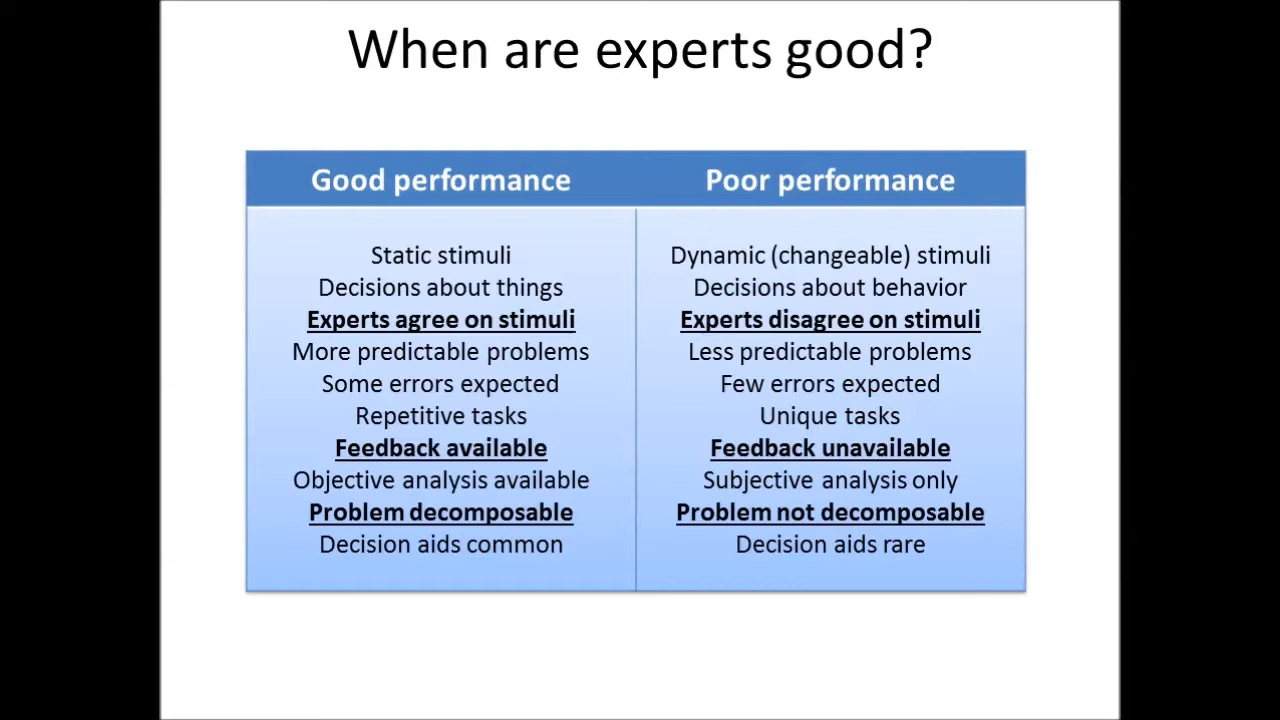 When are experts good?
Good performance Poor performance
Static stimuli Dynamic (changeable) stimuli
Decisions about things Decisions about behavior
Experts agree on stimuli Experts disagree on stimuli
More predictable problems Less predictable problems
Some errors expected Few errors expected
Repetitive tasks Unique tasks
Feedback available Feedback unavailable
Objective analysis available Subjective analysis only
Problem decomposable Problem not decomposable
Decision aids common Decision aids rare